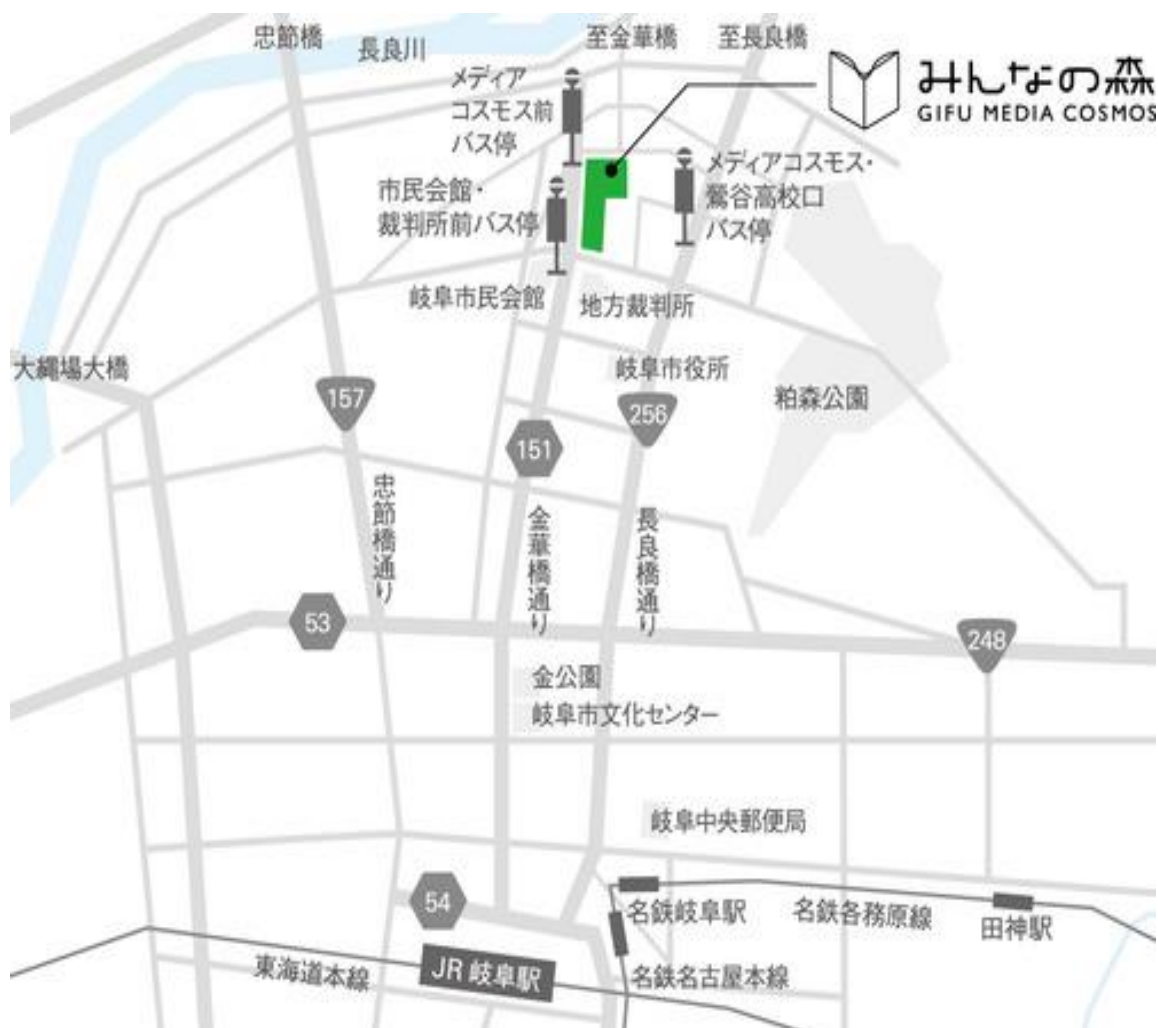 忠節橋
長良川
至金華橋
至長良橋
みんなの森
GIFU MEDIA COSMOS
メディア
コスモス前
バス停
メディアコスモス・
鶯谷高校口
バス停
市民会館・
裁判所前バス停
岐阜市民会館
地方裁判所
大縄場大橋
岐阜市役所
粕森公園
157
256
151
忠節橋通り
金華橋通り
長良橋通り
53
248
金公園
岐阜市文化センター
岐阜中央郵便局
54
名鉄岐阜駅
名鉄各務原線
田神駅
東海道本線
JR 岐阜駅
名鉄名古屋本線